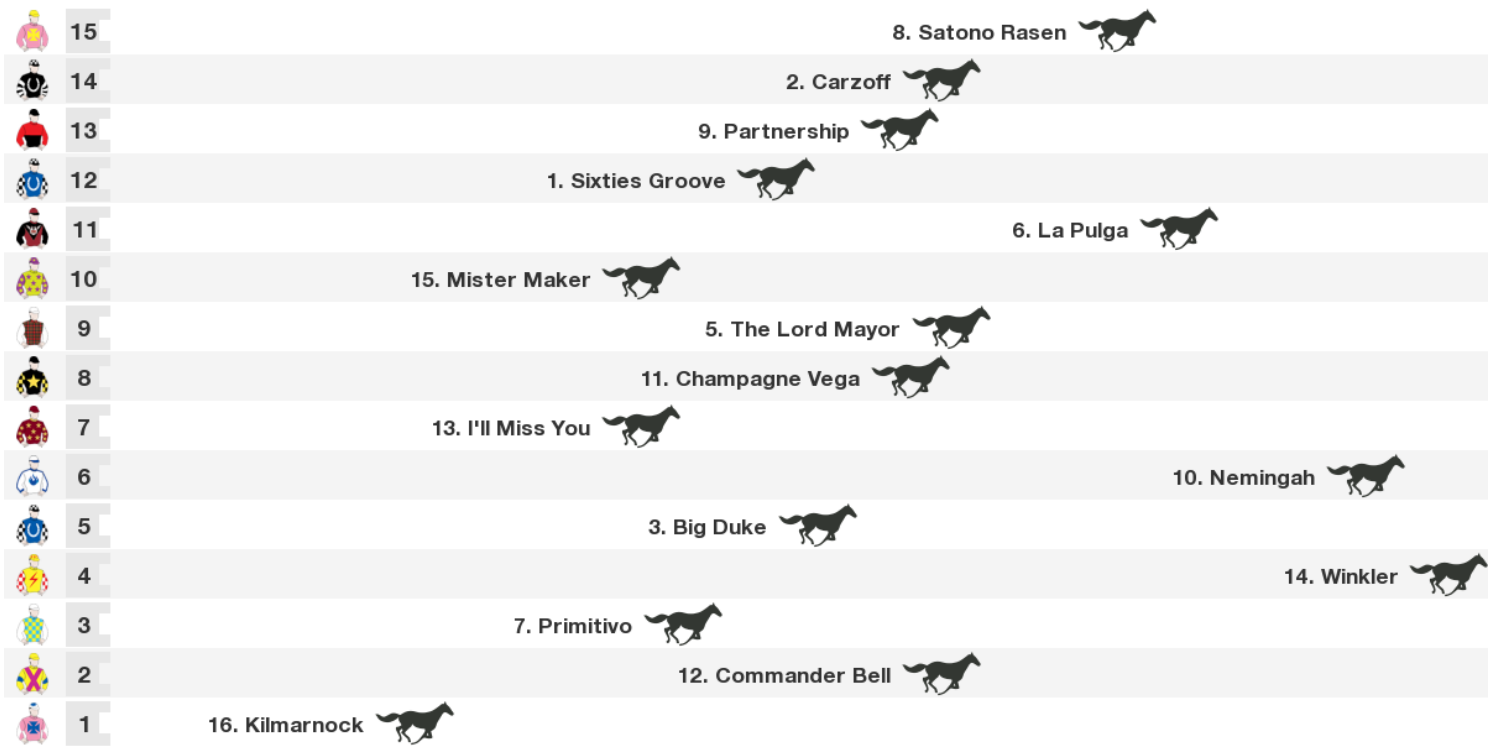 15 8. Satono Rasen
14 2. Carzoff
13 9. Partnership
12 1. Sixties Groove
11 6. La Pulga
10 15. Mister Maker
9 5. The Lord Mayor
8 11. Champagne Vega
7 13. I'll Miss You
6 10. Nemingah
5 3. Big Duke
4 14. Winkler
3 7. Primitivo
2 12. Commander Bell
1 16. Kilmarnock